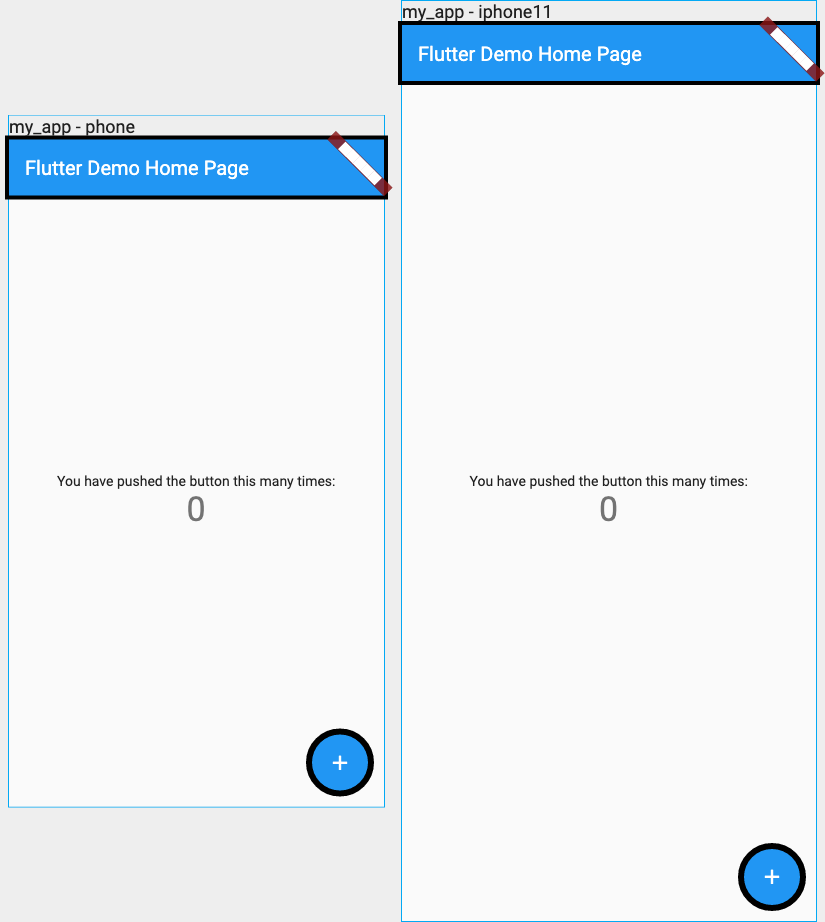 my_app - phone
Flutter Demo Home Page
You have pushed the button this many times:
0
+
my_app - iphone11
Flutter Demo Home Page
You have pushed the button this many times:
0
+